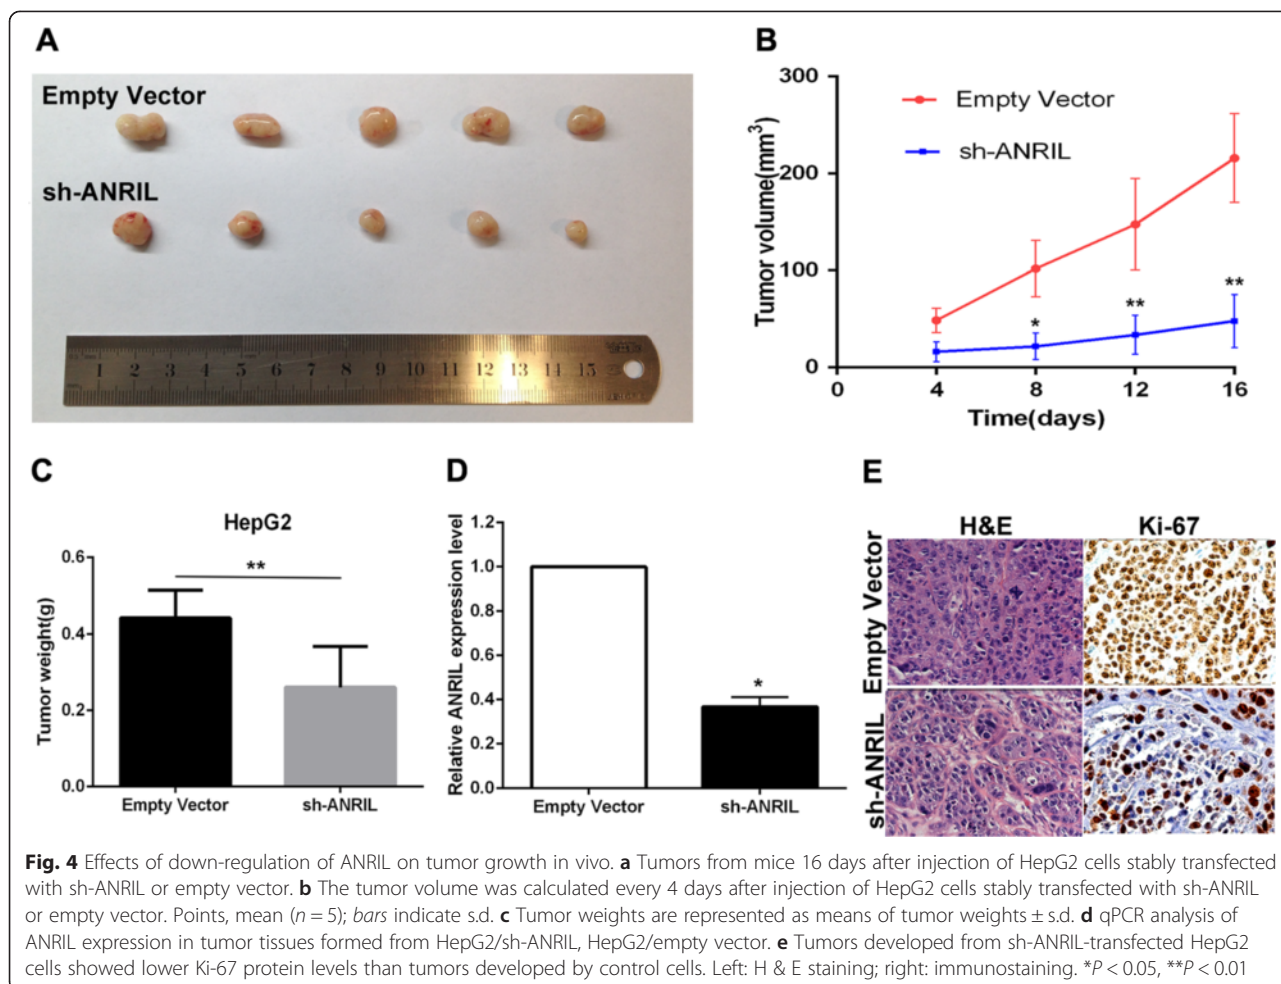 A
Empty Vector
sh-ANRIL
1 2 3 4 5 6 7 8 9 10 11 12 13 14 15
B
Tumor volume(mm³)
300
200
100
0
Empty Vector
sh-ANRIL
*
**
**
0 4 8 12 16
Time(days)
C
HepG2
Tumor weight(g)
0.6
0.4
0.2
0.0
**
Empty Vector sh-ANRIL
D
Relative ANRIL expression level
1.2
1.0
0.8
0.6
0.4
0.2
0.0
*
Empty Vector sh-ANRIL
E
H&E Ki-67
Empty Vector
sh-ANRIL
Fig. 4 Effects of down-regulation of ANRIL on tumor growth in vivo. a Tumors from mice 16 days after injection of HepG2 cells stably transfected
with sh-ANRIL or empty vector. b The tumor volume was calculated every 4 days after injection of HepG2 cells stably transfected with sh-ANRIL
or empty vector. Points, mean (n = 5); bars indicate s.d. c Tumor weights are represented as means of tumor weights ± s.d. d qPCR analysis of
ANRIL expression in tumor tissues formed from HepG2/sh-ANRIL, HepG2/empty vector. e Tumors developed from sh-ANRIL-transfected HepG2
cells showed lower Ki-67 protein levels than tumors developed by control cells. Left: H & E staining; right: immunostaining. *P < 0.05, **P < 0.01